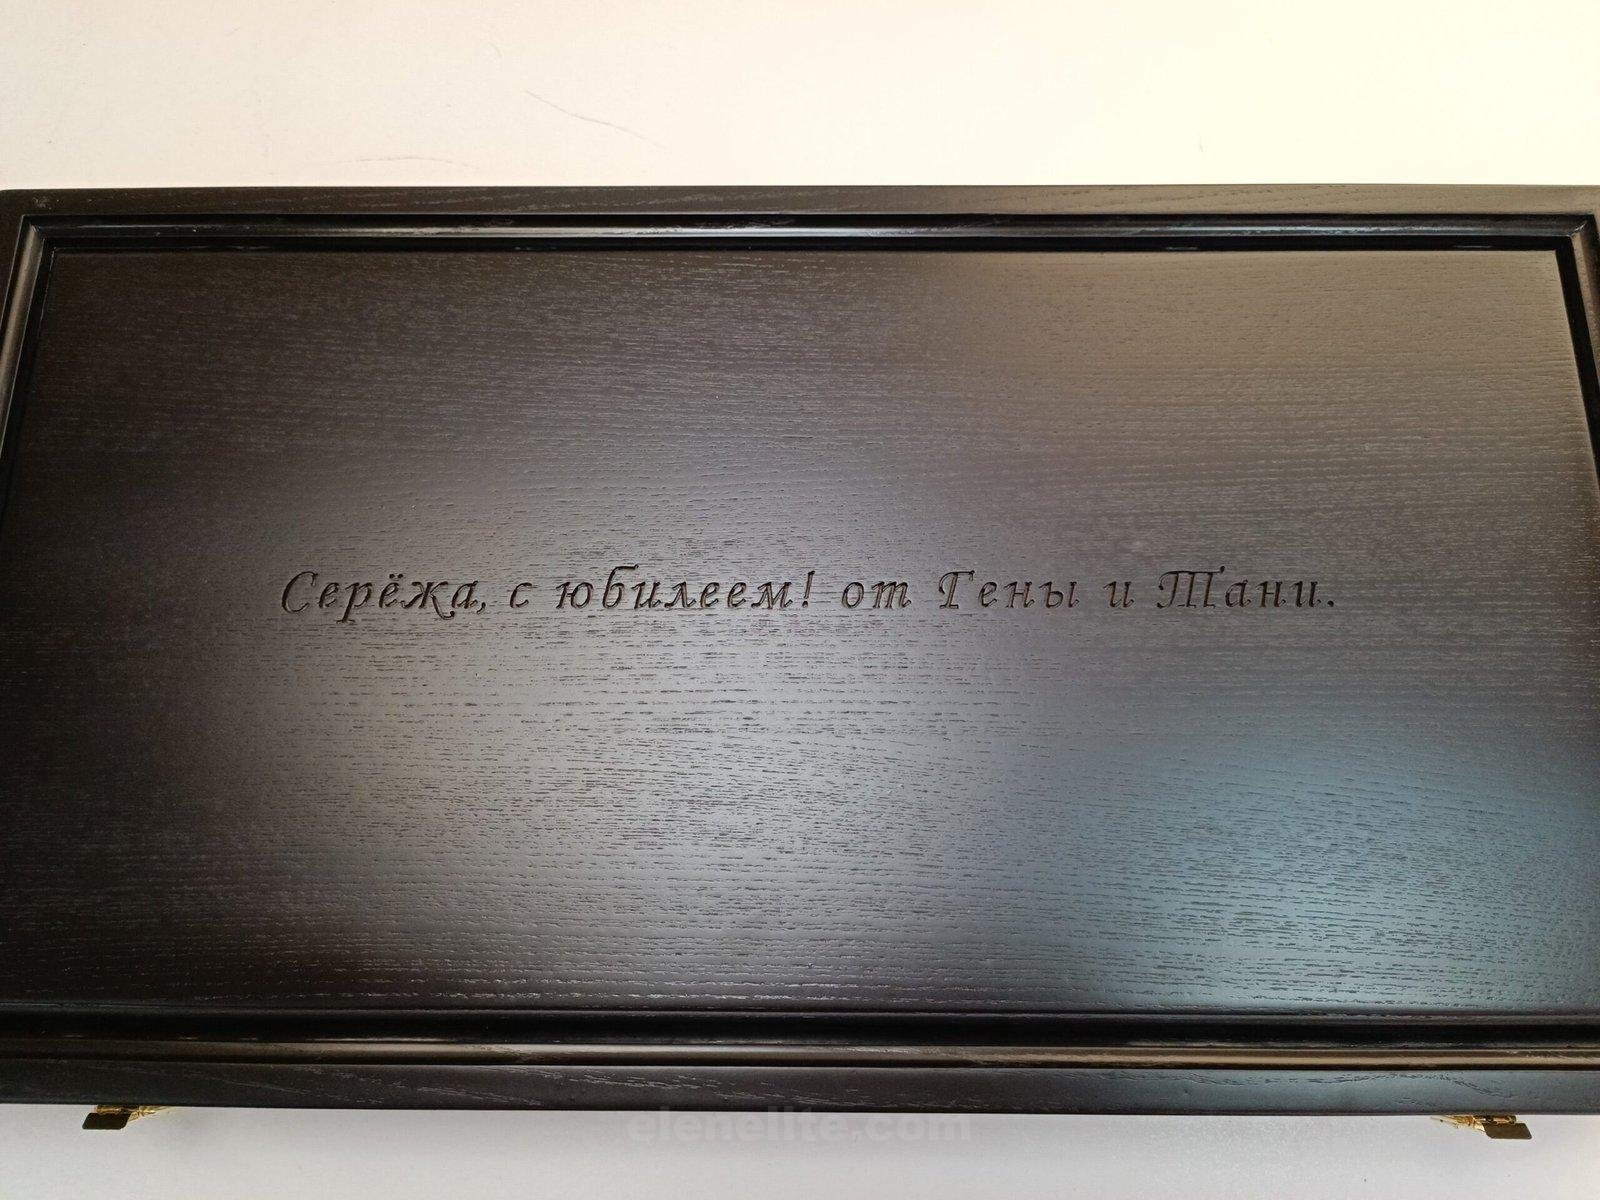 Серёжа, с юбилеем! от Гены и Тани.
elenelite.com